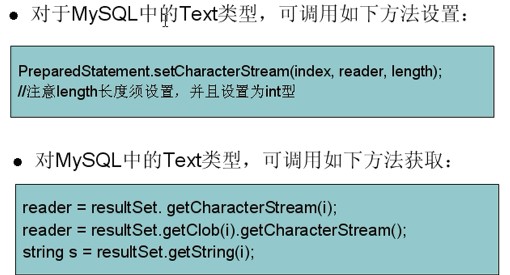 ● 对于MySQL中的Text类型，可调用如下方法设置：
PreparedStatement.setCharacterStream(index, reader, length);
//注意length长度须设置，并且设置为int型
● 对MySQL中的Text类型，可调用如下方法获取：
reader = resultSet. getCharacterStream(i);
reader = resultSet.getClob(i).getCharacterStream();
string s = resultSet.getString(i);